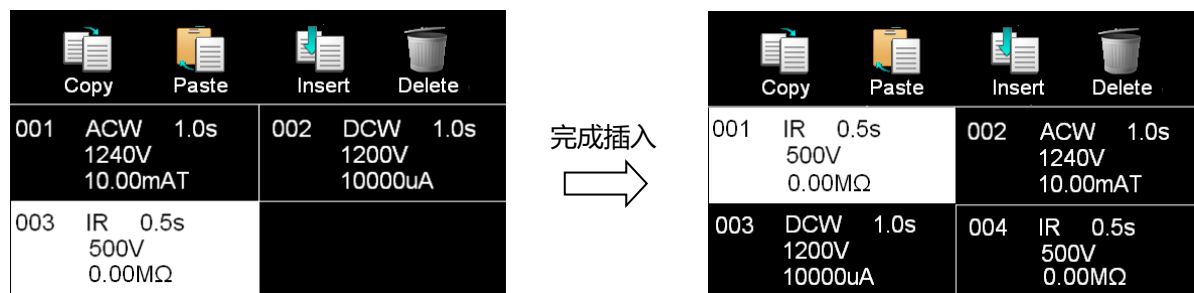 Copy Paste Insert Delete
001 ACW 1.0s 002 DCW 1.0s
1240V 1200V
10.00mAT 10000uA
003 IR 0.5s
500V
0.00MΩ
完成插入
Copy Paste Insert Delete
001 IR 0.5s 002 ACW 1.0s
500V 1240V
0.00MΩ 10.00mAT
003 DCW 1.0s 004 IR 0.5s
1200V 500V
10000uA 0.00MΩ